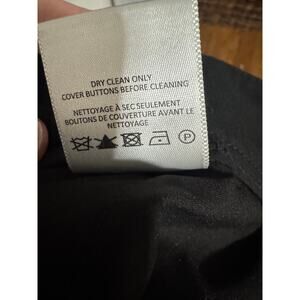 DRY CLEAN ONLY
COVER BUTTONS BEFORE CLEANING
NETTOYAGE À SEC SEULEMENT
BOUTONS DE COUVERTURE AVANT LE
NETTOYAGE
P